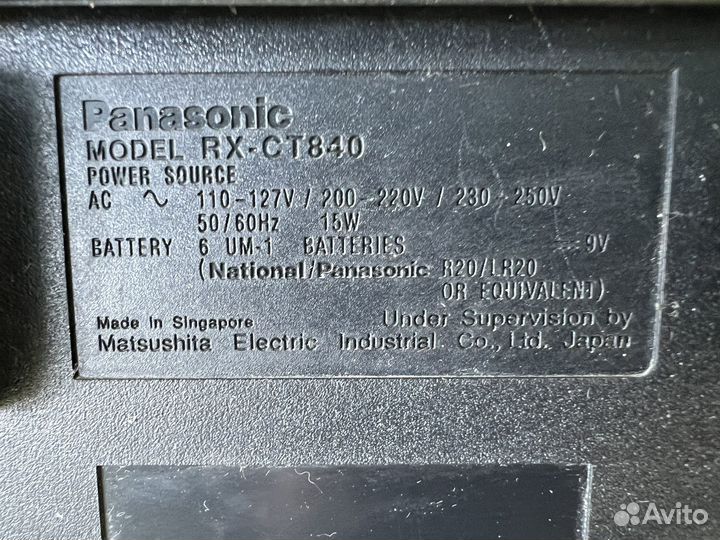 Panasonic
MODEL RX-CT840
POWER SOURCE
AC ∿ 110-127V / 200-220V / 230-250V
50/60Hz 15W
BATTERY 6 UM-1 BATTERIES ⎓ 9V
(National/Panasonic R20/LR20
OR EQUIVALENT)
Made in Singapore Under Supervision by
Matsushita Electric Industrial Co., Ltd. Japan
Avito